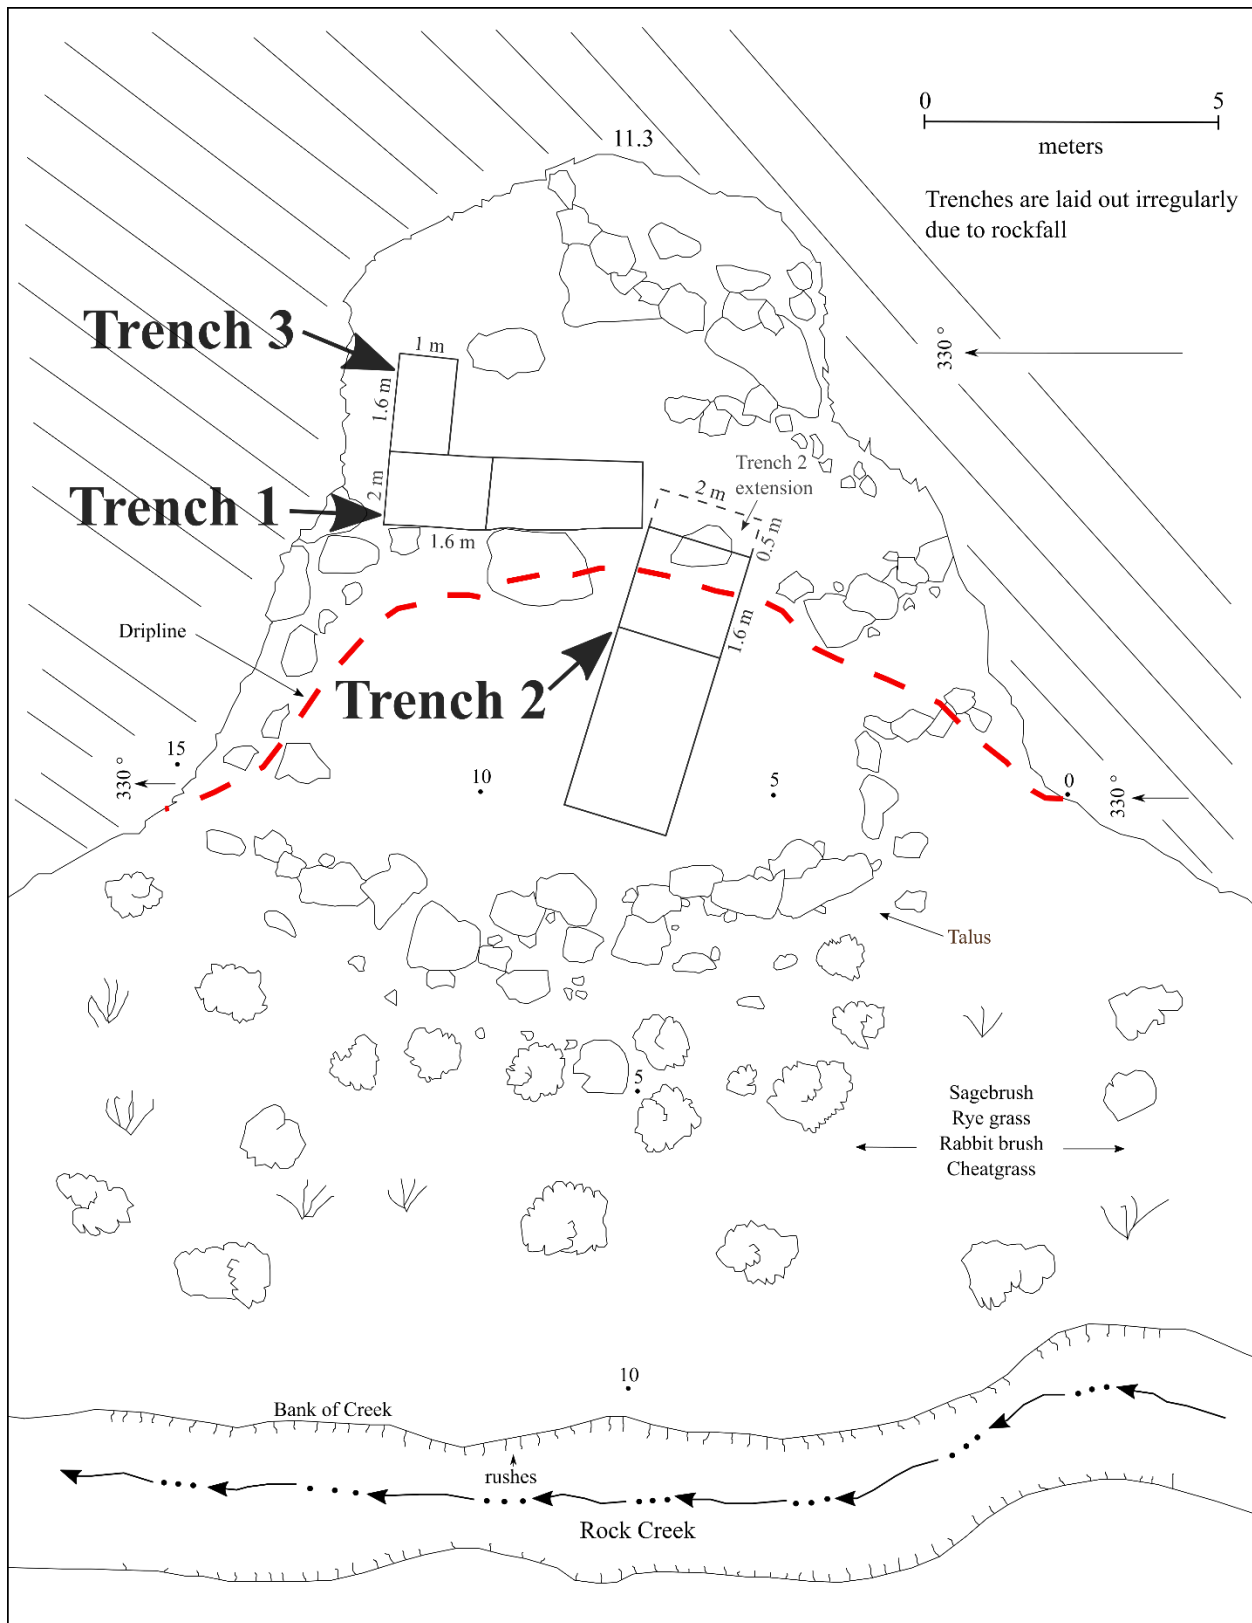 0
5
meters
11.3
Trenches are laid out irregularly
due to rockfall
Trench 3
1 m
1.6 m
330 °
Trench 2
extension
2 m
0.5 m
2 m
Trench 1
1.6 m
1.6 m
Dripline
Trench 2
15
330 °
10
5
0
330 °
Talus
5
Sagebrush
Rye grass
Rabbit brush
Cheatgrass
10
Bank of Creek
rushes
Rock Creek